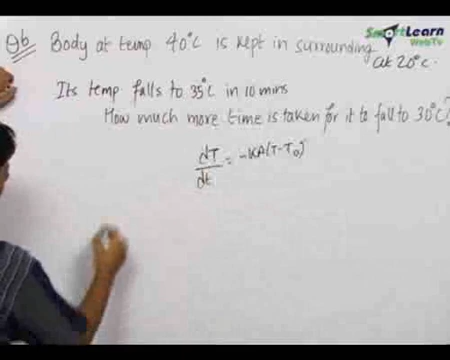 Q6 Body at temp 40°C is kept in surrounding
at 20°C.
Its temp falls to 35°C in 10 mins
How much more time is taken for it to fall to 30°C?
dT/dt = -KA(T-T₀)
SmartLearn
WebTv